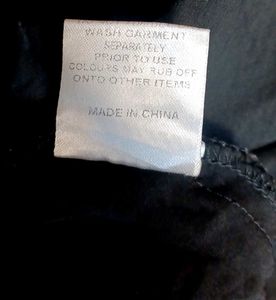 WASH GARMENT
SEPARATELY
PRIOR TO USE
COLOURS MAY RUB OFF
ONTO OTHER ITEMS
MADE IN CHINA